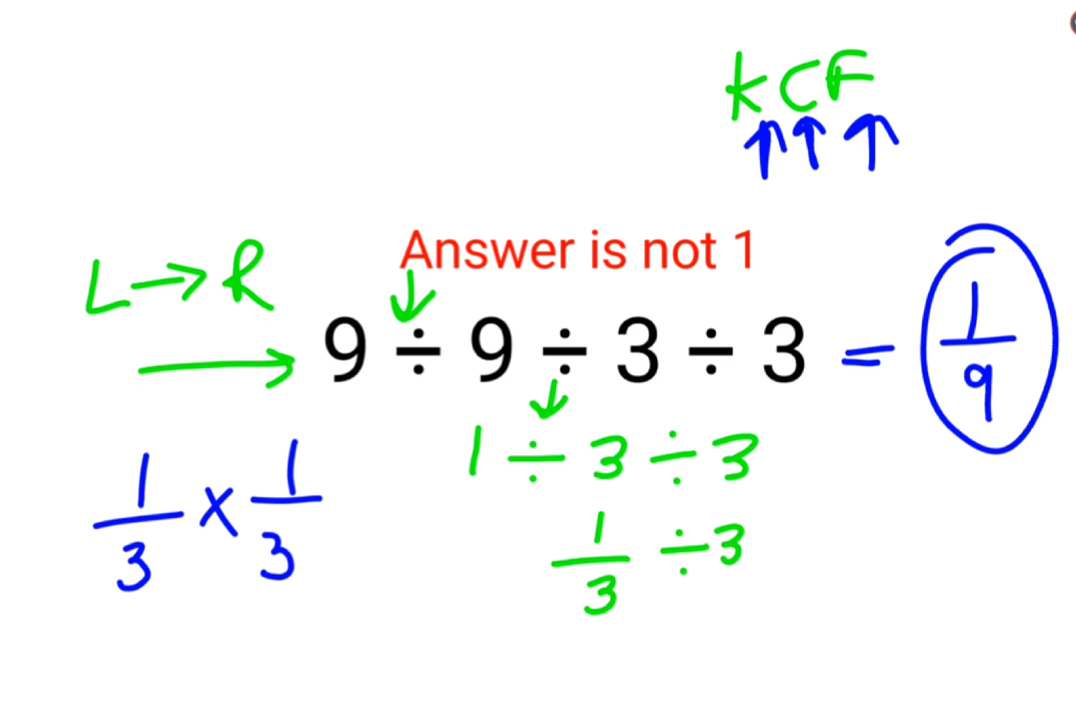 KCF
Answer is not 1
L→R
9 ÷ 9 ÷ 3 ÷ 3 = 1/9
1 ÷ 3 ÷ 3
1/3 × 1/3
1/3 ÷ 3